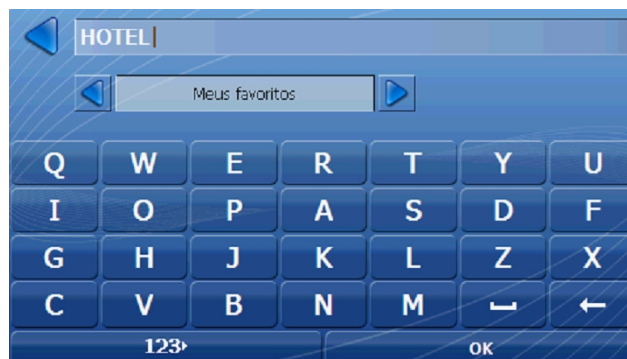 HOTEL
Meus favoritos
Q W E R T Y U
I O P A S D F
G H J K L Z X
C V B N M
123 OK